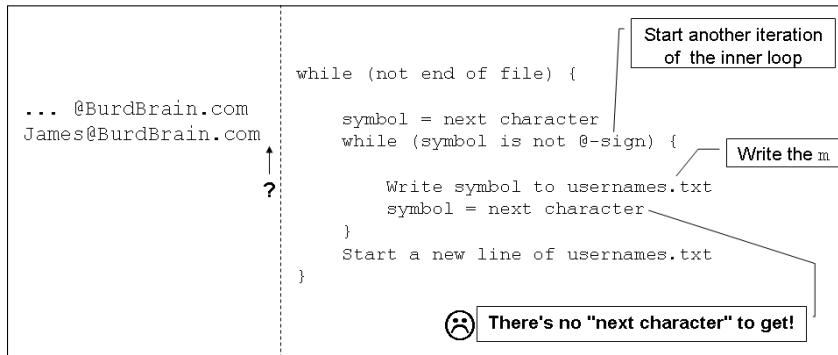 ... @BurdBrain.com
James@BurdBrain.com
?
while (not end of file) {
symbol = next character
while (symbol is not @-sign) {
Write symbol to usernames.txt
symbol = next character
}
Start a new line of usernames.txt
}
Start another iteration
of the inner loop
Write the m
There's no "next character" to get!